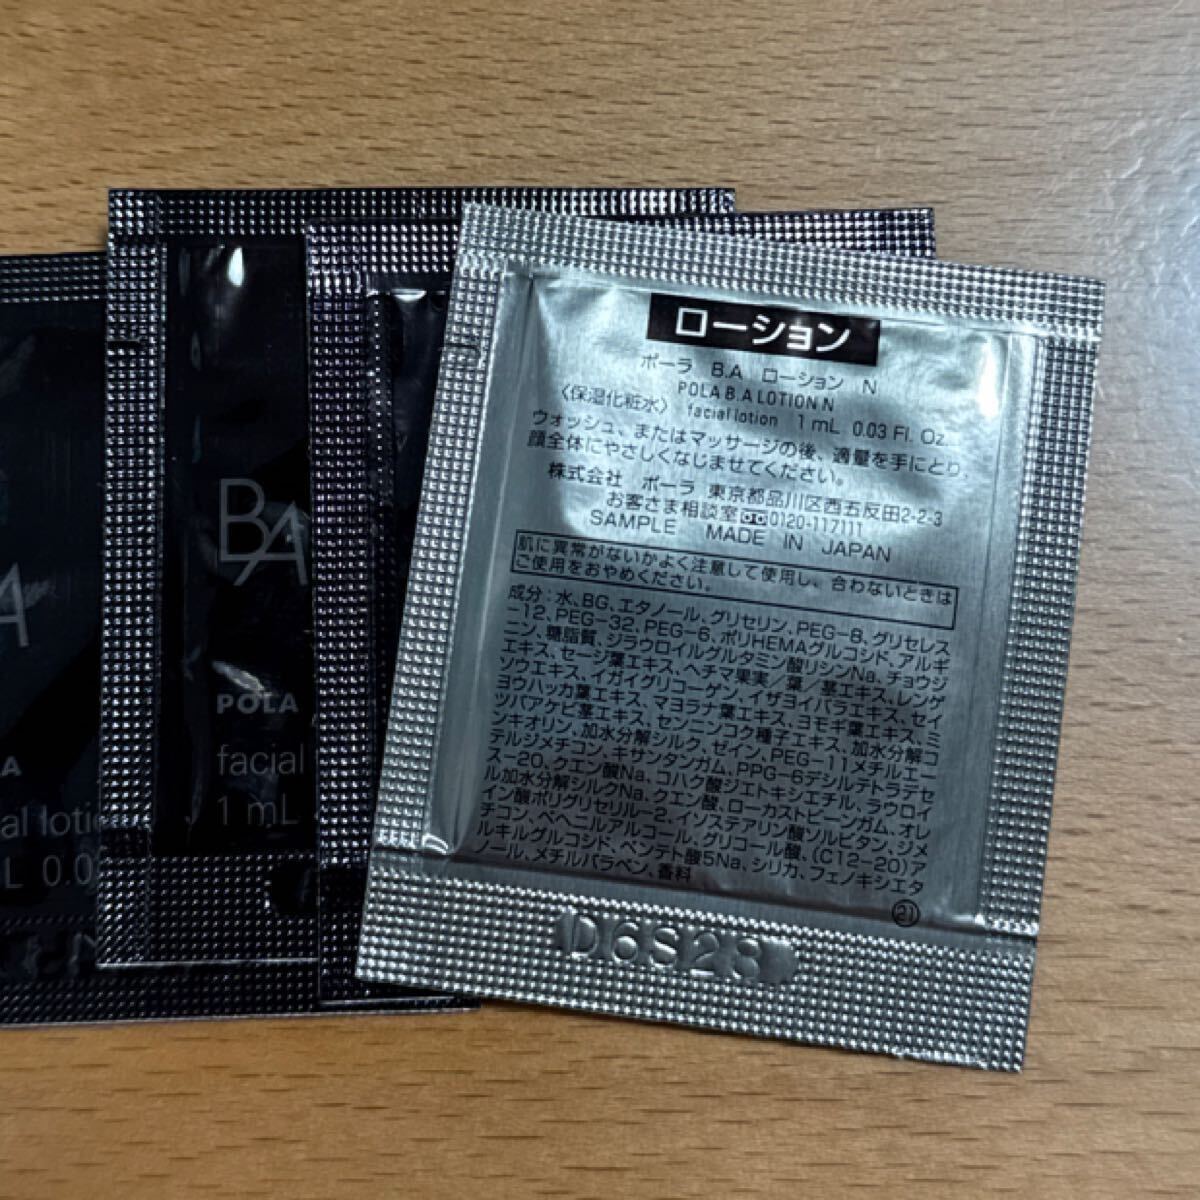 ローション
ポーラ B.A ローション N
POLA B.A LOTION N
〈保湿化粧水〉 facial lotion 1 mL 0.03 Fl. Oz.
ウォッシュ、またはマッサージの後、適量を手にとり、
顔全体にやさしくなじませてください。
株式会社 ポーラ 東京都品川区西五反田2-2-3
お客さま相談室 0120-117111
SAMPLE MADE IN JAPAN
肌に異常がないかよく注意して使用し、合わないときは
ご使用をおやめください。
成分：水、BG、エタノール、グリセリン、PEG-8、グリセレス
-12、PEG-32、PEG-6、ポリHEMAグルコシド、アルギ
ニン、糖脂質、ジラウロイルグルタミン酸リシンNa、チョウジ
エキス、セージ葉エキス、ヘチマ果実／葉／茎エキス、レンゲ
ソウエキス、イガイグリコーゲン、イザヨイバラエキス、セイ
ヨウハッカ葉エキス、マヨラナ葉エキス、ヨモギ葉エキス、ミ
ツバアケビ茎エキス、センニンコク種子エキス、加水分解コ
ンキオリン、加水分解シルク、ゼイン、PEG-11メチルエー
テルジメチコン、キサンタンガム、PPG-6デシルテトラデセ
ス-20、クエン酸Na、コハク酸ジエトキシエチル、ラウロイ
ル加水分解シルクNa、クエン酸、ローカストビーンガム、オレ
イン酸ポリグリセリル-2、イソステアリン酸ソルビタン、ジメ
チコン、ベヘニルアルコール、グリコール酸、(C12-20)ア
ルキルグルコシド、ペンテト酸5Na、シリカ、フェノキシエタ
ノール、メチルパラベン、香料
21
D6S28
BA
POLA
facial
1 mL
A
A
al loti
L 0.0